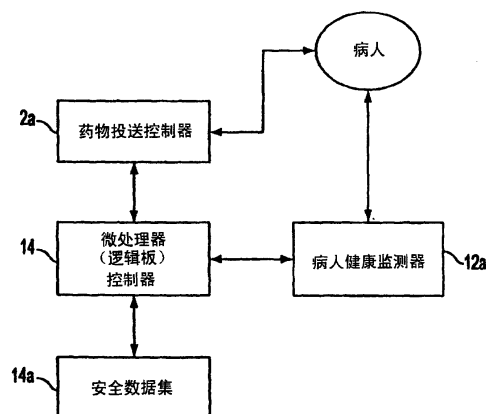 病人
2a
药物投送控制器
14
微处理器
（逻辑板）
控制器
病人健康监测器
12a
14a
安全数据集